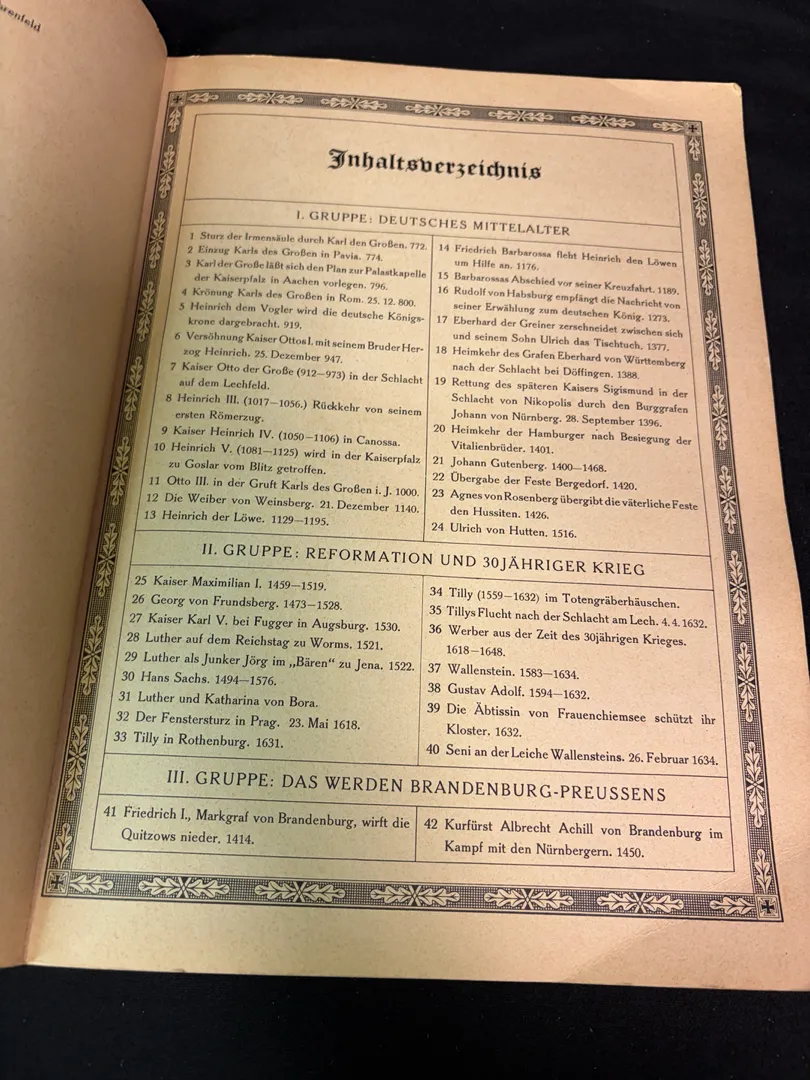 Inhaltsverzeichnis
I. GRUPPE: DEUTSCHES MITTELALTER
1 Sturz der Irmensäule durch Karl den Großen. 772.
2 Einzug Karls des Großen in Pavia. 774.
3 Karl der Große läßt sich den Plan zur Palastkapelle
der Kaiserpfalz in Aachen vorlegen. 796.
4 Krönung Karls des Großen in Rom. 25. 12. 800.
5 Heinrich dem Vogler wird die deutsche Königs-
krone dargebracht. 919.
6 Versöhnung Kaiser Ottos I. mit seinem Bruder Her-
zog Heinrich. 25. Dezember 947.
7 Kaiser Otto der Große (912—973) in der Schlacht
auf dem Lechfeld.
8 Heinrich III. (1017—1056.) Rückkehr von seinem
ersten Römerzug.
9 Kaiser Heinrich IV. (1050—1106) in Canossa.
10 Heinrich V. (1081—1125) wird in der Kaiserpfalz
zu Goslar vom Blitz getroffen.
11 Otto III. in der Gruft Karls des Großen i. J. 1000.
12 Die Weiber von Weinsberg. 21. Dezember 1140.
13 Heinrich der Löwe. 1129—1195.
14 Friedrich Barbarossa fleht Heinrich den Löwen
um Hilfe an. 1176.
15 Barbarossas Abschied vor seiner Kreuzfahrt. 1189.
16 Rudolf von Habsburg empfängt die Nachricht von
seiner Erwählung zum deutschen König. 1273.
17 Eberhard der Greiner zerschneidet zwischen sich
und seinem Sohn Ulrich das Tischtuch. 1377.
18 Heimkehr des Grafen Eberhard von Württemberg
nach der Schlacht bei Döffingen. 1388.
19 Rettung des späteren Kaisers Sigismund in der
Schlacht von Nikopolis durch den Burggrafen
Johann von Nürnberg. 28. September 1396.
20 Heimkehr der Hamburger nach Besiegung der
Vitalienbrüder. 1401.
21 Johann Gutenberg. 1400—1468.
22 Übergabe der Feste Bergedorf. 1420.
23 Agnes von Rosenberg übergibt die väterliche Feste
den Hussiten. 1426.
24 Ulrich von Hutten. 1516.
II. GRUPPE: REFORMATION UND 30JÄHRIGER KRIEG
25 Kaiser Maximilian I. 1459—1519.
26 Georg von Frundsberg. 1473—1528.
27 Kaiser Karl V. bei Fugger in Augsburg. 1530.
28 Luther auf dem Reichstag zu Worms. 1521.
29 Luther als Junker Jörg im „Bären“ zu Jena. 1522.
30 Hans Sachs. 1494—1576.
31 Luther und Katharina von Bora.
32 Der Fenstersturz in Prag. 23. Mai 1618.
33 Tilly in Rothenburg. 1631.
34 Tilly (1559—1632) im Totengräberhäuschen.
35 Tillys Flucht nach der Schlacht am Lech. 4. 4. 1632.
36 Werber aus der Zeit des 30jährigen Krieges.
1618—1648.
37 Wallenstein. 1583—1634.
38 Gustav Adolf. 1594—1632.
39 Die Äbtissin von Frauenchiemsee schützt ihr
Kloster. 1632.
40 Seni an der Leiche Wallensteins. 26. Februar 1634.
III. GRUPPE: DAS WERDEN BRANDENBURG-PREUSSENS
41 Friedrich I., Markgraf von Brandenburg, wirft die
Quitzows nieder. 1414.
42 Kurfürst Albrecht Achill von Brandenburg im
Kampf mit den Nürnbergern. 1450.